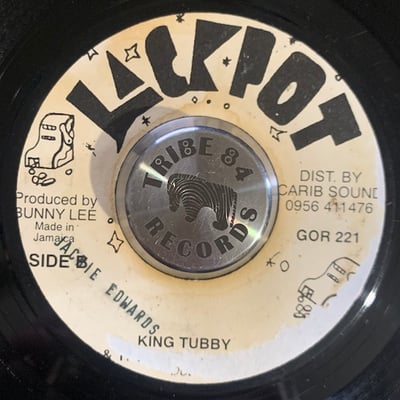 JACKPOT
TRIBE 84
RECORDS
Produced by
BUNNY LEE
Made in
Jamaica
SIDE B
DIST. BY
CARIB SOUND
0956 411476
GOR 221
JACKIE EDWARDS
KING TUBBY
&